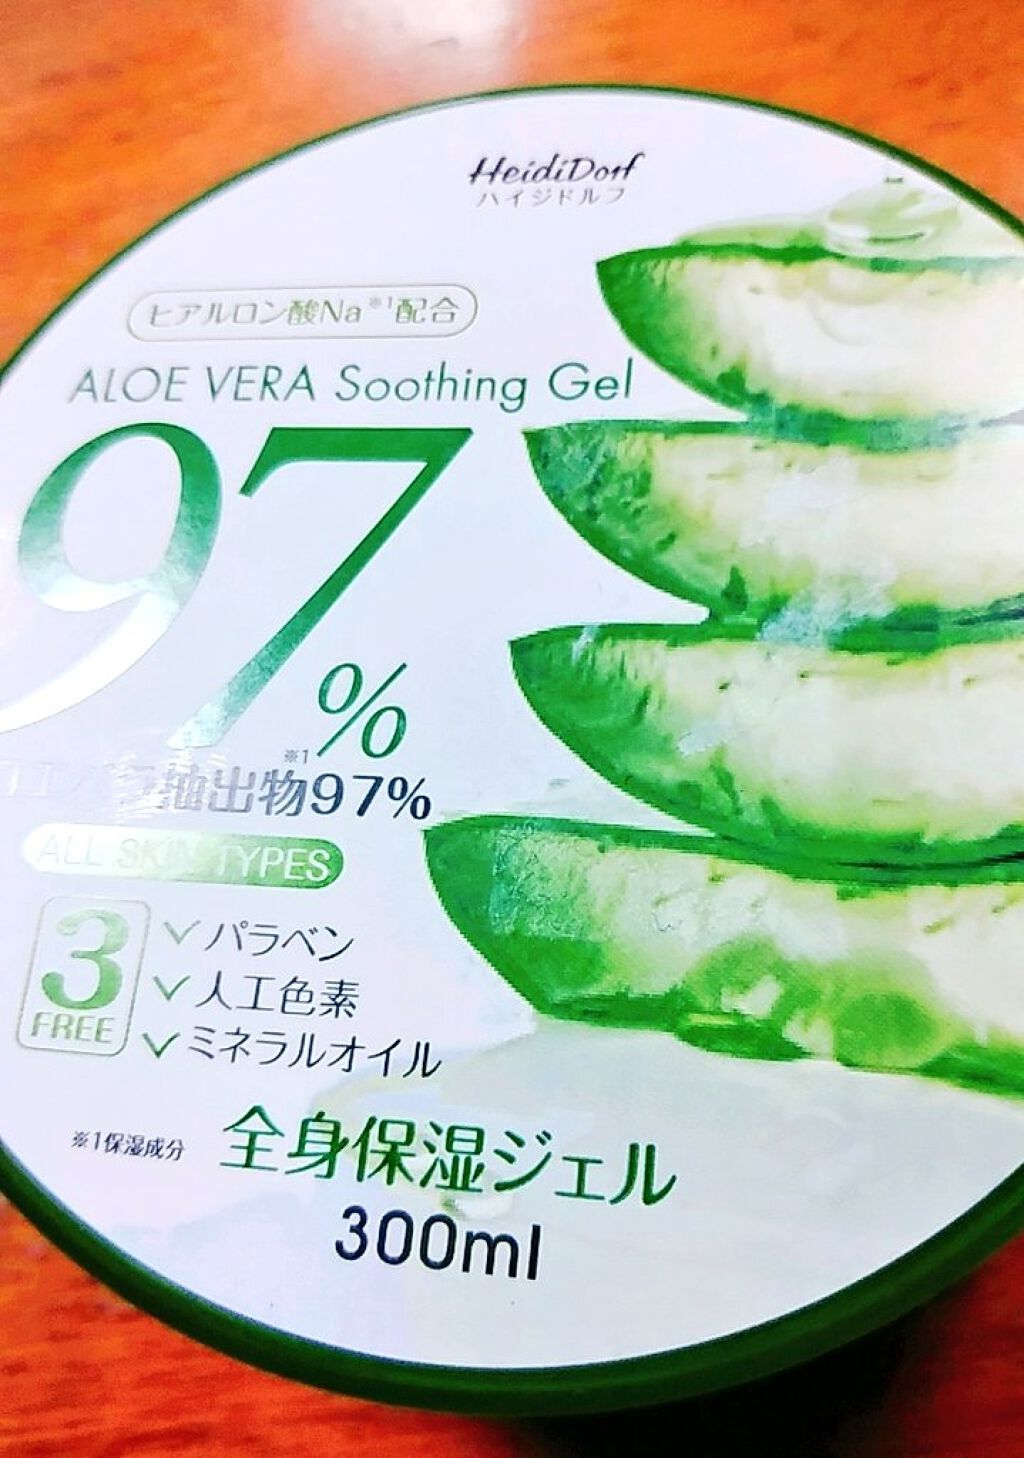 HeidiDorf
ハイジドルフ
ヒアルロン酸Na※1配合
ALOE VERA Soothing Gel
97%
※1
抽出物97%
ALL SKIN TYPES
3 FREE
パラベン
人工色素
ミネラルオイル
※1保湿成分
全身保湿ジェル
300ml